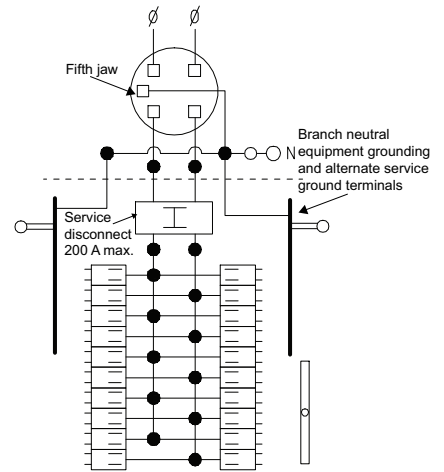 Ø Ø
Fifth jaw
N
Branch neutral
equipment grounding
and alternate service
ground terminals
Service
disconnect
200 A max.